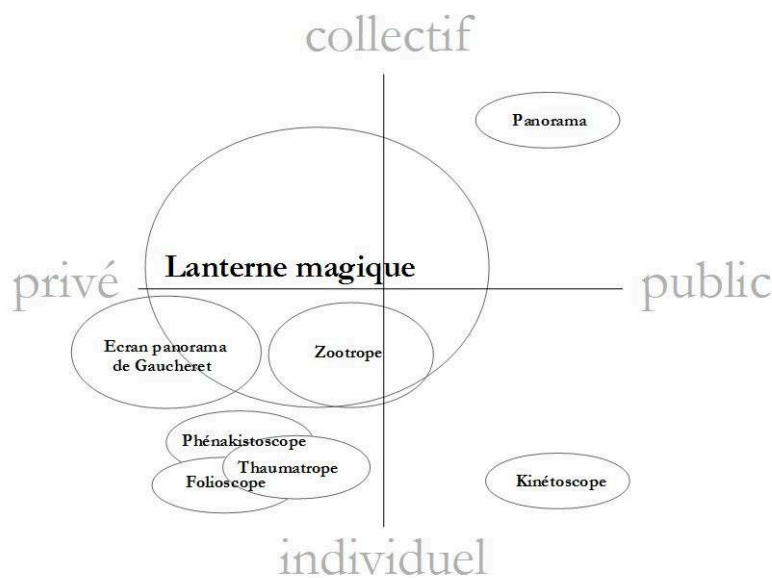 collectif
Panorama
Lanterne magique
privé
public
Ecran panorama
de Gaucheret
Zootrope
Phénakistoscope
Thaumatrope
Folioscope
Kinétoscope
individuel